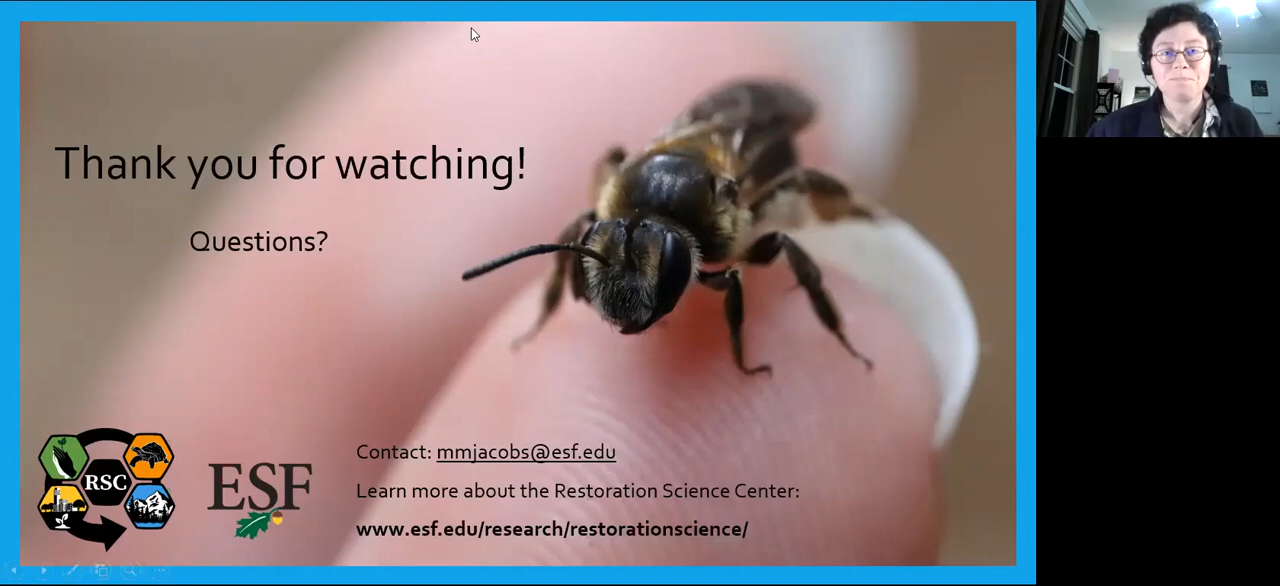 Thank you for watching!
Questions?
RSC
ESF
Contact: mmjacobs@esf.edu
Learn more about the Restoration Science Center:
www.esf.edu/research/restorationscience/